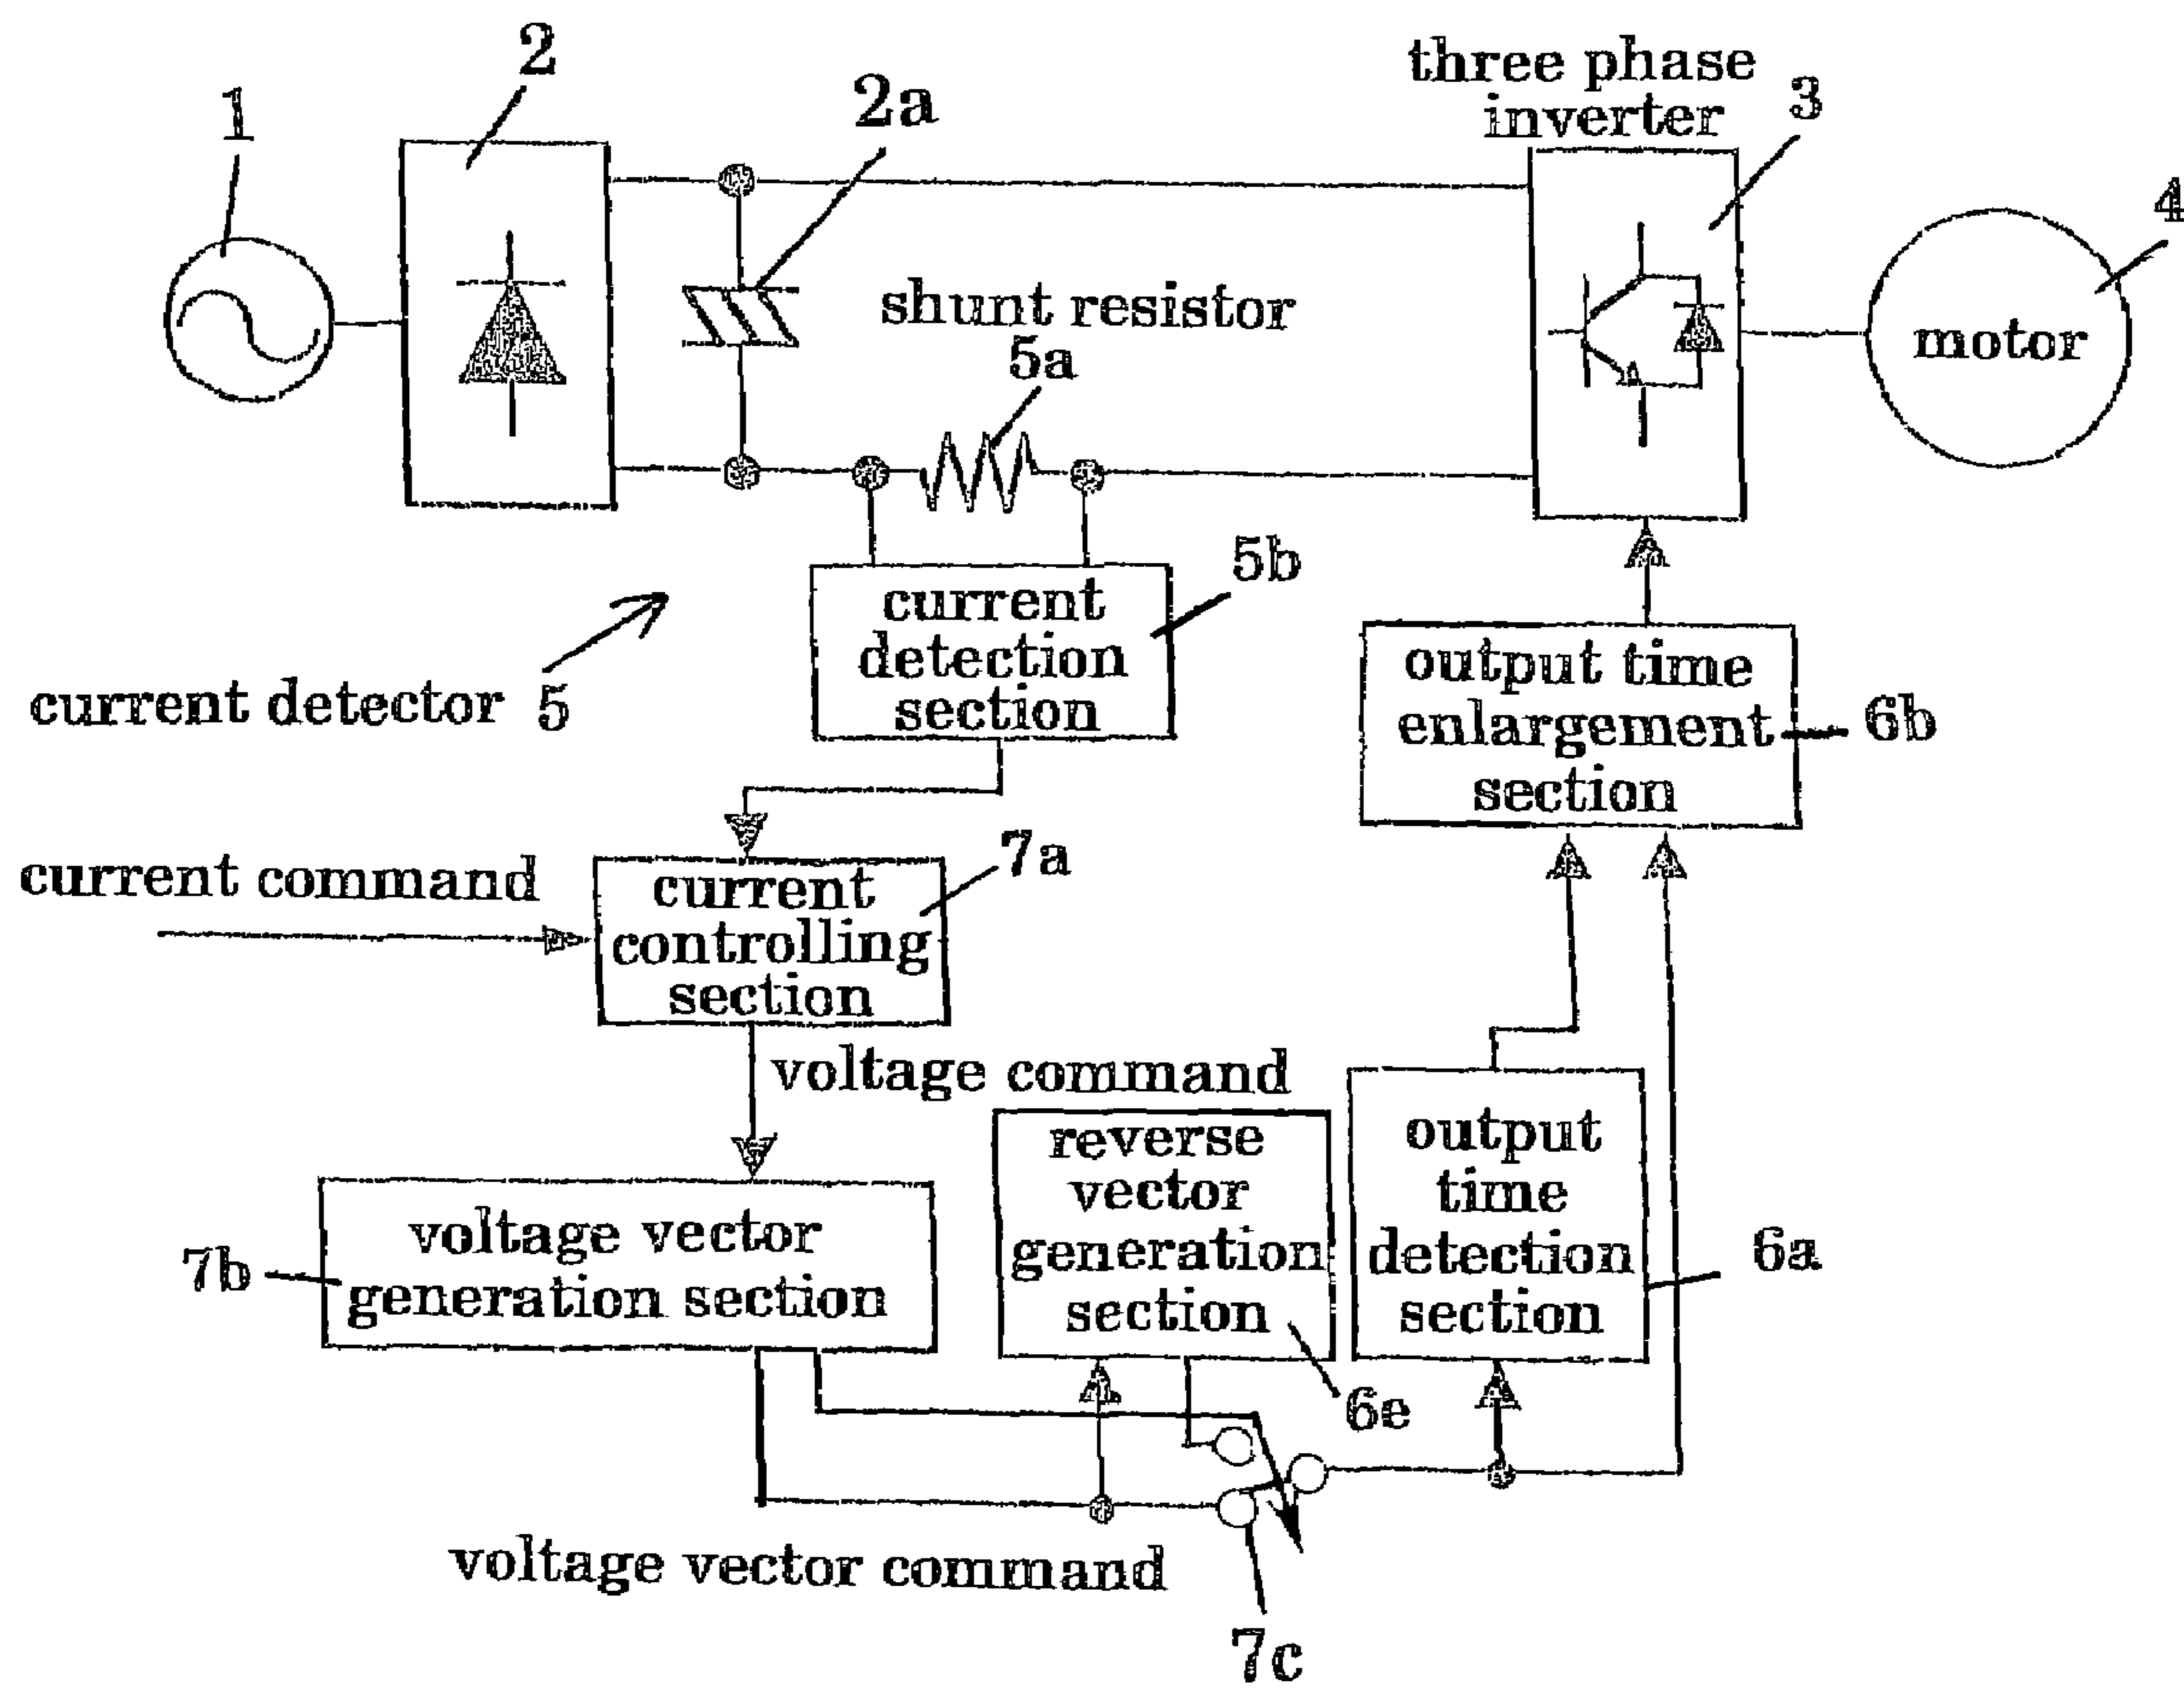 1
2
2a
three phase
inverter
3
4
motor
shunt resistor
5a
current
detection
section
5b
current detector 5
output time
enlargement
section
6b
current command
current
controlling
section
7a
voltage command
voltage vector
generation section
7b
reverse
vector
generation
section
6e
output
time
detection
section
6a
voltage vector command
7c